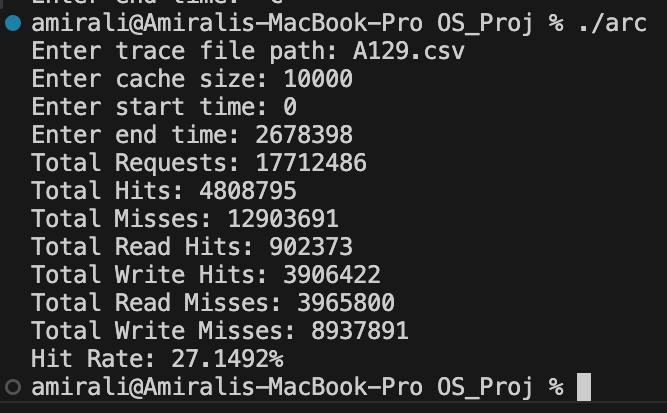 amirali@Amiralis-MacBook-Pro OS_Proj % ./arc
Enter trace file path: A129.csv
Enter cache size: 10000
Enter start time: 0
Enter end time: 2678398
Total Requests: 17712486
Total Hits: 4808795
Total Misses: 12903691
Total Read Hits: 902373
Total Write Hits: 3906422
Total Read Misses: 3965800
Total Write Misses: 8937891
Hit Rate: 27.1492%
amirali@Amiralis-MacBook-Pro OS_Proj %